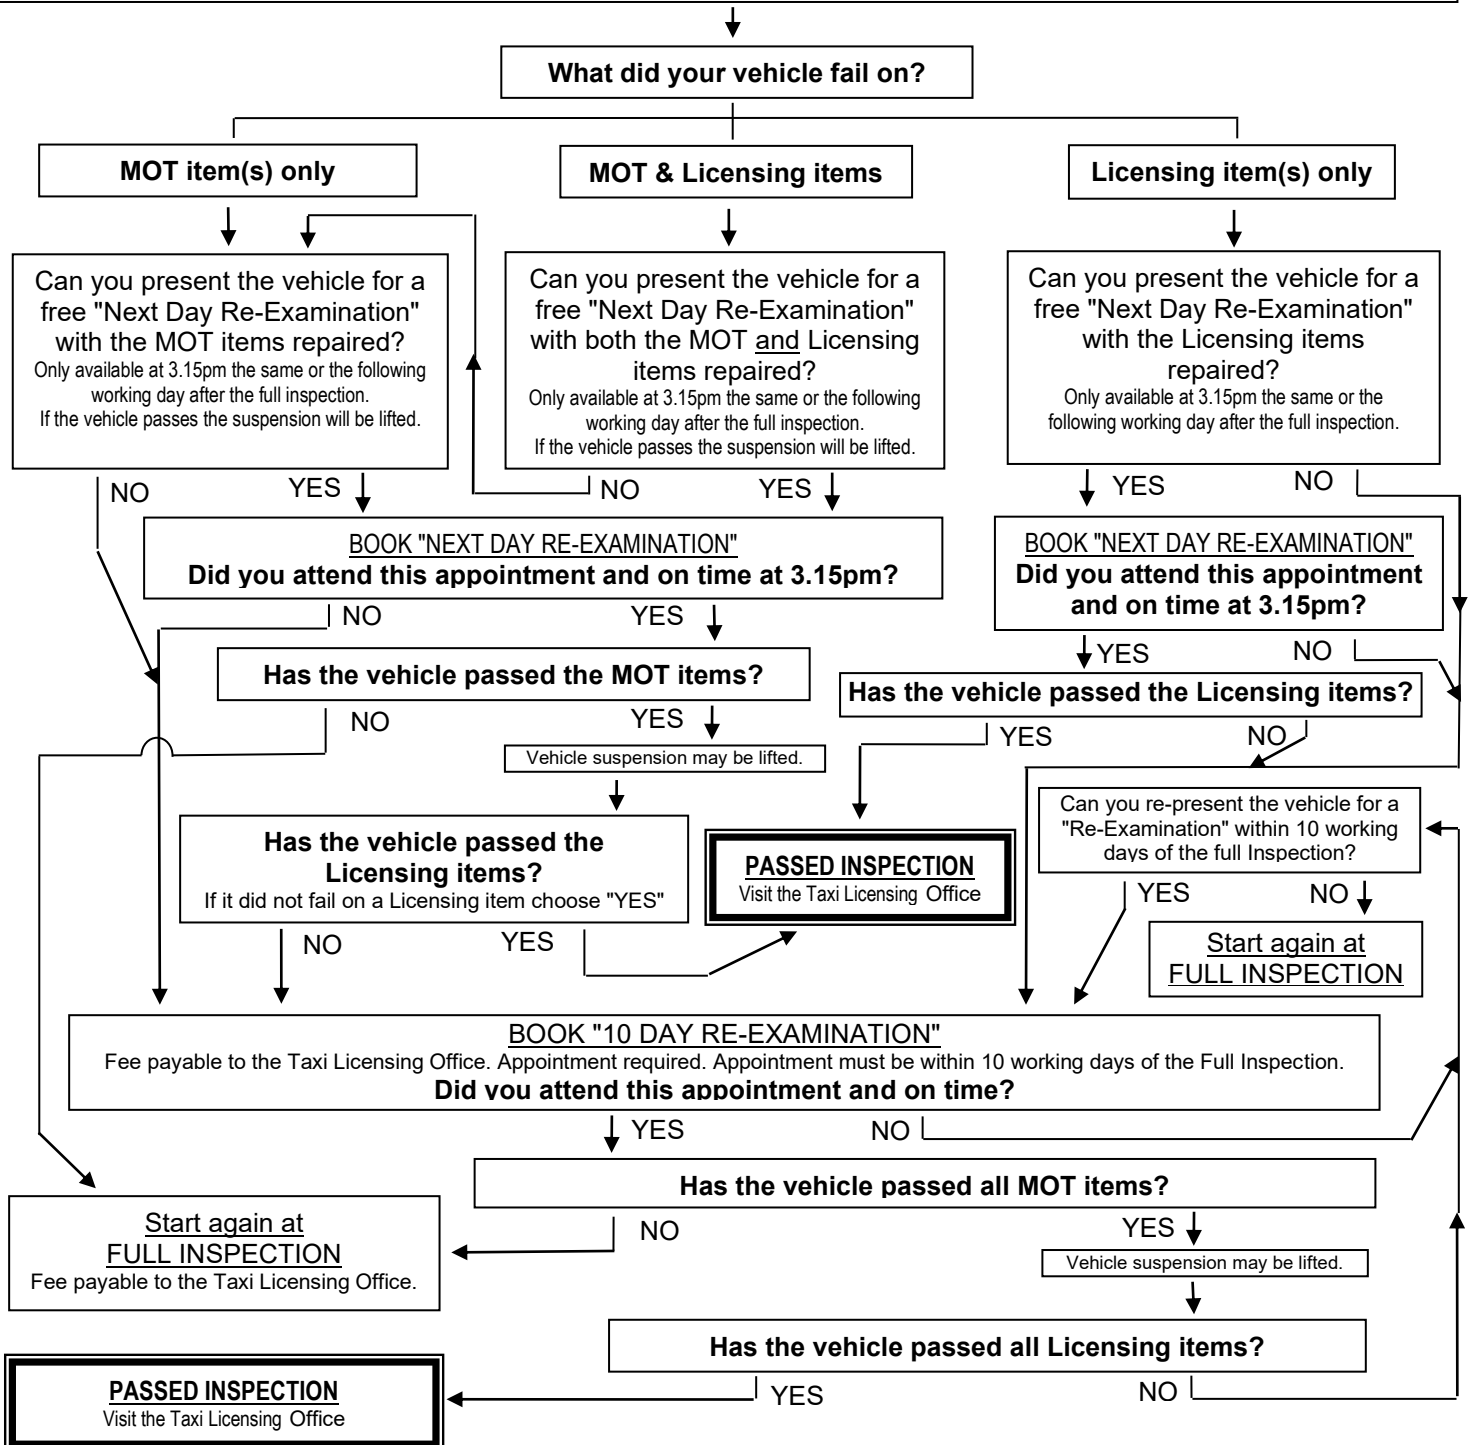 What did your vehicle fail on?
MOT item(s) only
MOT & Licensing items
Licensing item(s) only
Can you present the vehicle for a
free "Next Day Re-Examination"
with the MOT items repaired?
Only available at 3.15pm the same or the following
working day after the full inspection.
If the vehicle passes the suspension will be lifted.
Can you present the vehicle for a
free "Next Day Re-Examination"
with both the MOT and Licensing
items repaired?
Only available at 3.15pm the same or the following
working day after the full inspection.
If the vehicle passes the suspension will be lifted.
Can you present the vehicle for a
free "Next Day Re-Examination"
with the Licensing items
repaired?
Only available at 3.15pm the same or the
following working day after the full inspection.
NO
YES
NO
YES
YES
NO
BOOK "NEXT DAY RE-EXAMINATION"
Did you attend this appointment and on time at 3.15pm?
BOOK "NEXT DAY RE-EXAMINATION"
Did you attend this appointment
and on time at 3.15pm?
NO
YES
YES
NO
Has the vehicle passed the MOT items?
Has the vehicle passed the Licensing items?
NO
YES
YES
NO
Vehicle suspension may be lifted.
Has the vehicle passed the
Licensing items?
If it did not fail on a Licensing item choose "YES"
PASSED INSPECTION
Visit the Taxi Licensing Office
Can you re-present the vehicle for a
"Re-Examination" within 10 working
days of the full Inspection?
NO
YES
YES
NO
Start again at
FULL INSPECTION
BOOK "10 DAY RE-EXAMINATION"
Fee payable to the Taxi Licensing Office. Appointment required. Appointment must be within 10 working days of the Full Inspection.
Did you attend this appointment and on time?
YES
NO
Has the vehicle passed all MOT items?
NO
YES
Start again at
FULL INSPECTION
Fee payable to the Taxi Licensing Office.
Vehicle suspension may be lifted.
Has the vehicle passed all Licensing items?
YES
NO
PASSED INSPECTION
Visit the Taxi Licensing Office